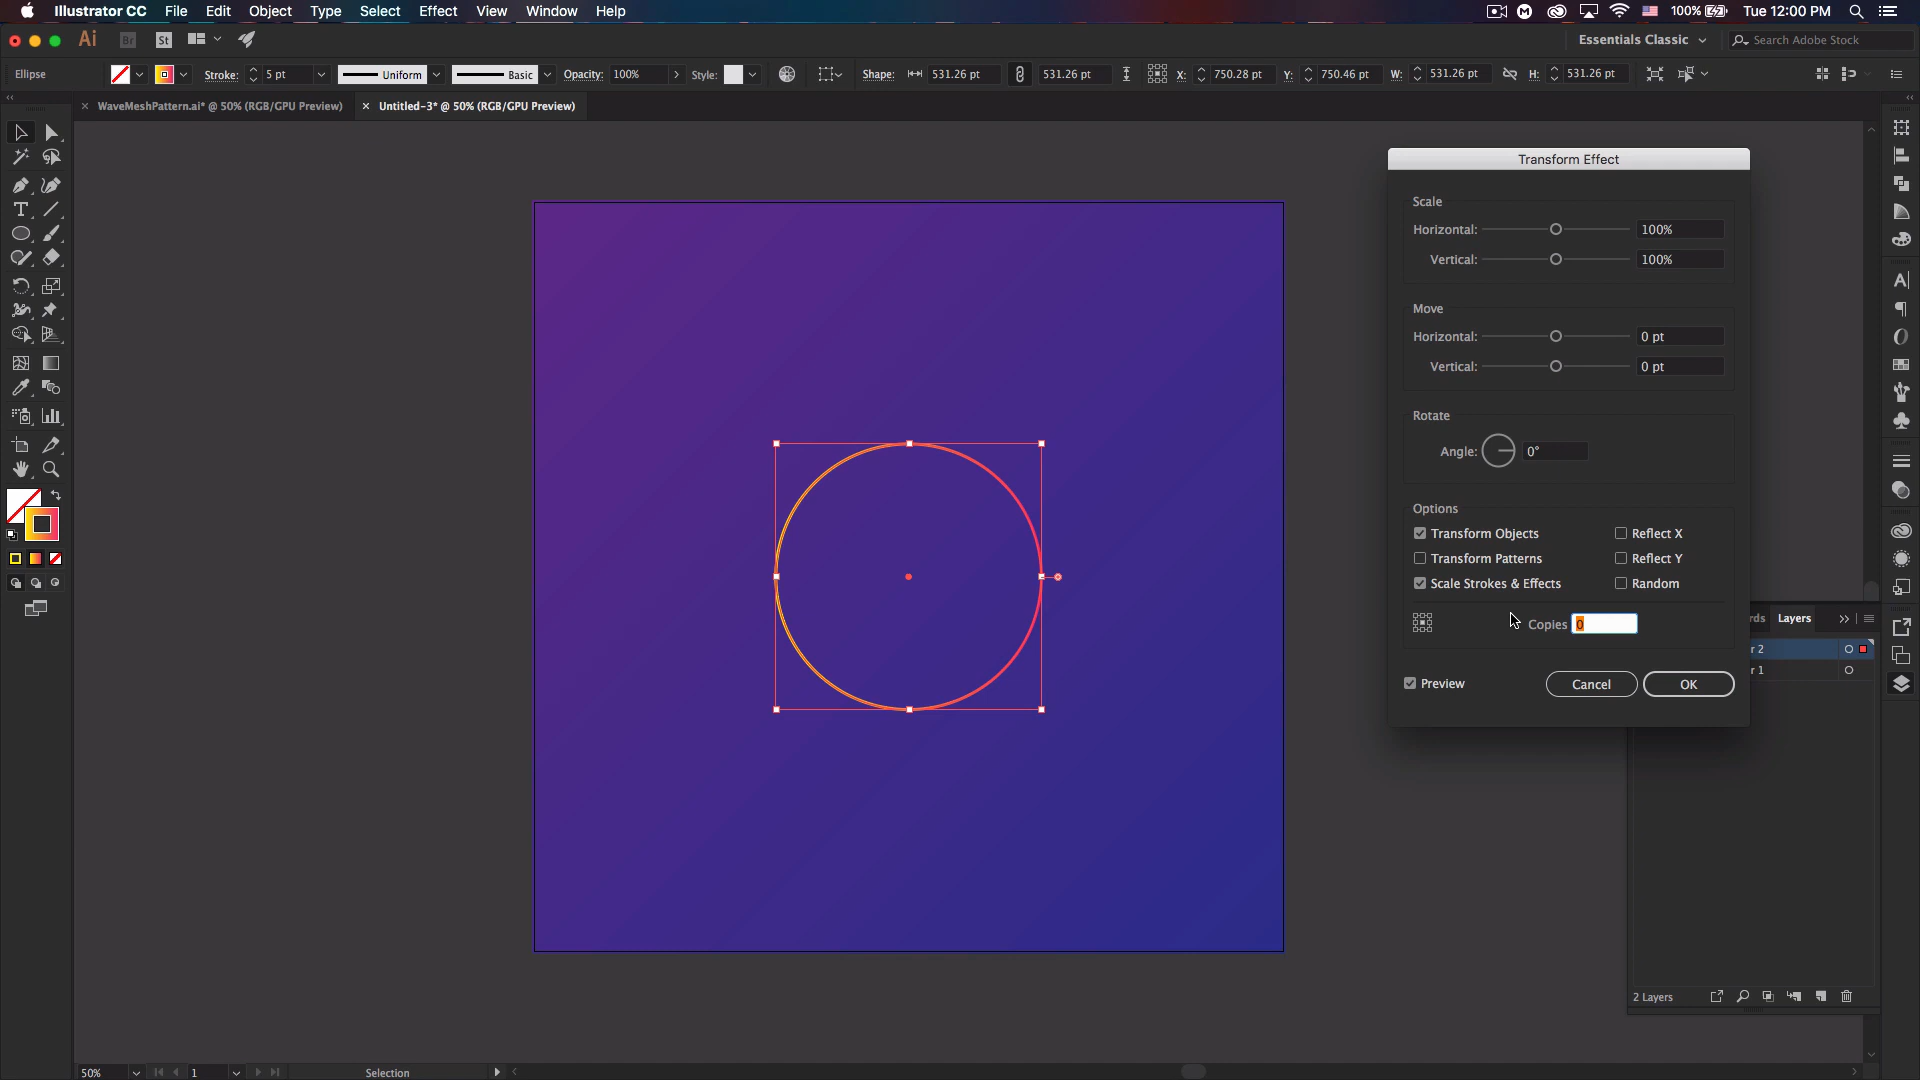 Illustrator CC File Edit Object Type Select Effect View Window Help 100% Tue 12:00 PM
Ai Br St Essentials Classic Search Adobe Stock
Ellipse Stroke: 5 pt Uniform Basic Opacity: 100% Style: Shape: 531.26 pt 531.26 pt X: 750.28 pt Y: 750.46 pt W: 531.26 pt H: 531.26 pt
WaveMeshPattern.ai* @ 50% (RGB/GPU Preview) Untitled-3* @ 50% (RGB/GPU Preview)
Transform Effect
Scale
Horizontal: 100%
Vertical: 100%
Move
Horizontal: 0 pt
Vertical: 0 pt
Rotate
Angle: 0°
Options
Transform Objects Reflect X
Transform Patterns Reflect Y
Scale Strokes & Effects Random
Copies 0
Preview Cancel OK
rds Layers
r 2
r 1
2 Layers
50% 1 Selection